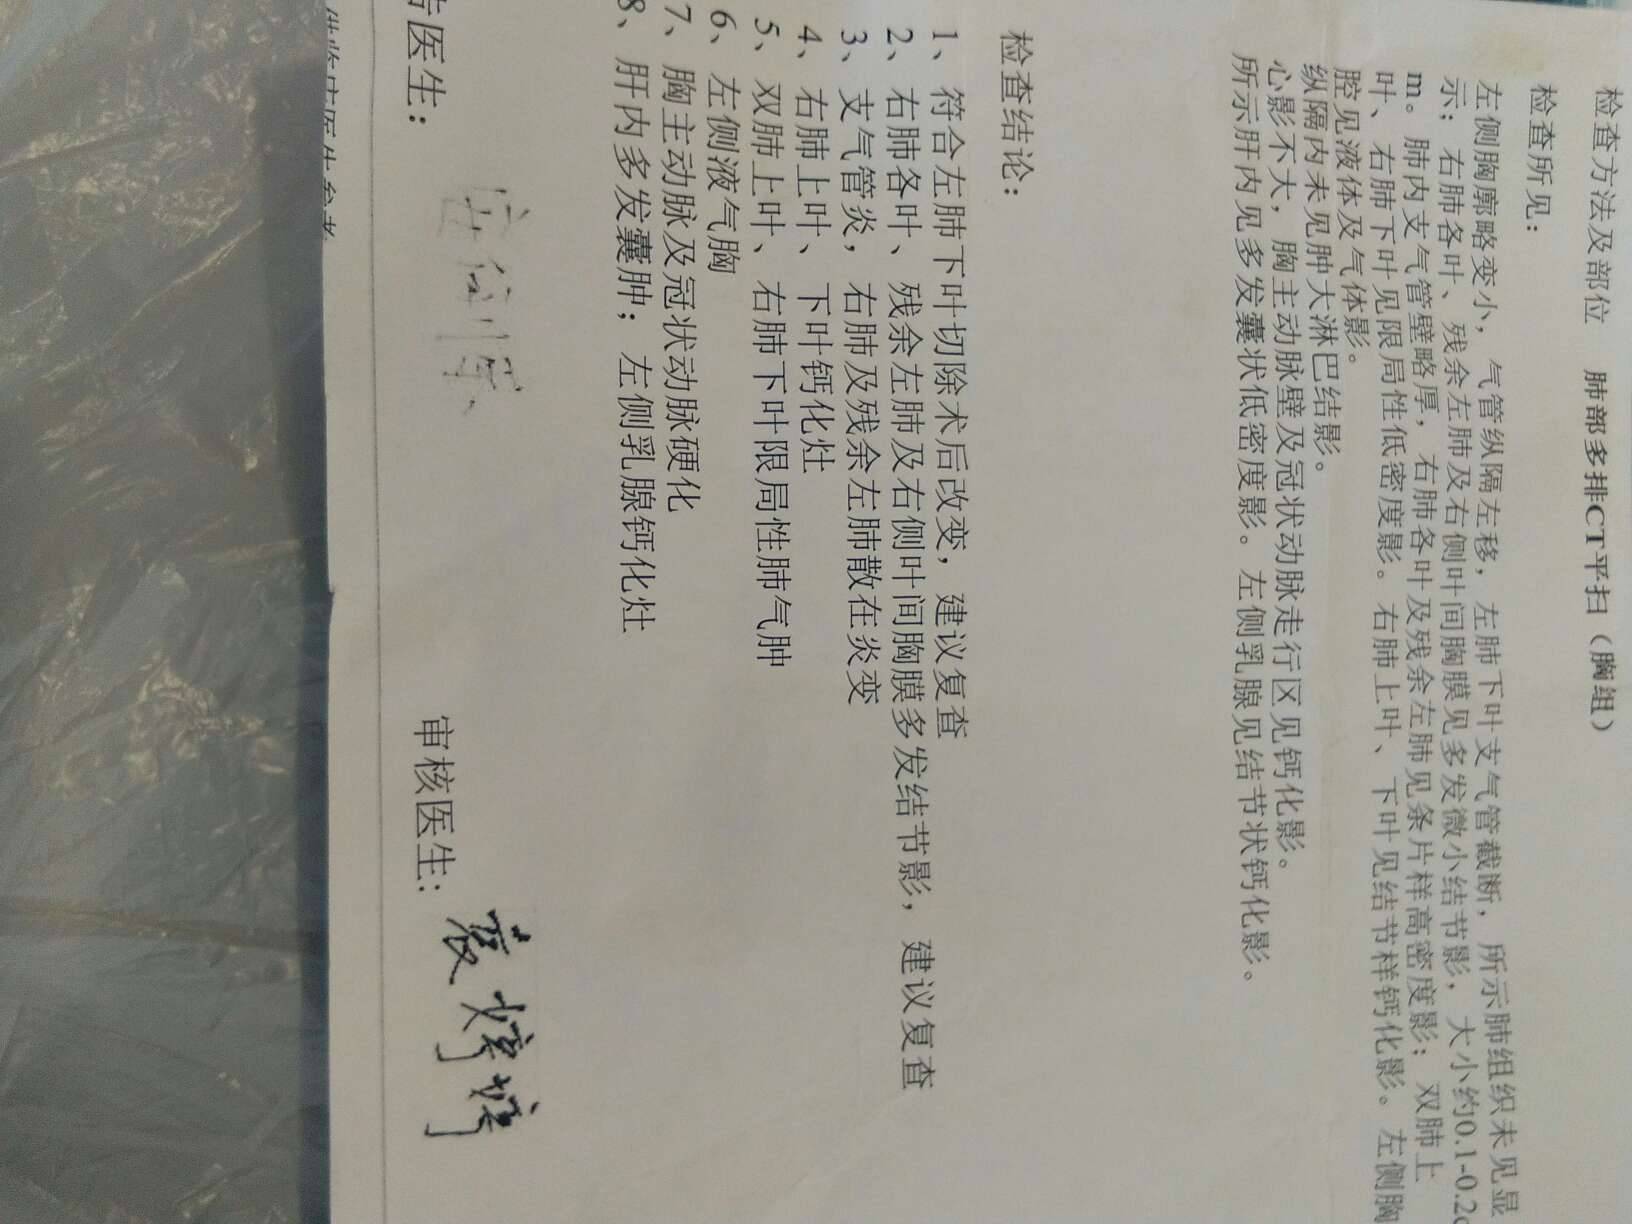 检查方法及部位 肺部多排CT平扫（胸组）
检查所见：
左侧胸廓略变小，气管纵隔左移，左肺下叶支气管截断，所示肺组织未见显
示；右肺各叶、残余左肺及右侧叶间胸膜见多发微小结节影，大小约0.1-0.2c
m。肺内支气管壁略厚，右肺各叶及残余左肺见条片样高密度影；双肺上
叶、右肺下叶见限局性低密度影。右肺上叶、下叶见结节样钙化影。左侧胸
腔见液体及气体影。
纵隔内未见肿大淋巴结影。
心影不大，胸主动脉壁及冠状动脉走行区见钙化影。
所示肝内见多发囊状低密度影。左侧乳腺见结节状钙化影。
检查结论：
1、符合左肺下叶切除术后改变，建议复查
2、右肺各叶、残余左肺及右侧叶间胸膜多发结节影，建议复查
3、支气管炎，右肺及残余左肺散在炎变
4、右肺上叶、下叶钙化灶
5、双肺上叶、右肺下叶限局性肺气肿
6、左侧液气胸
7、胸主动脉及冠状动脉硬化
8、肝内多发囊肿；左侧乳腺钙化灶
医生： 审核医生：